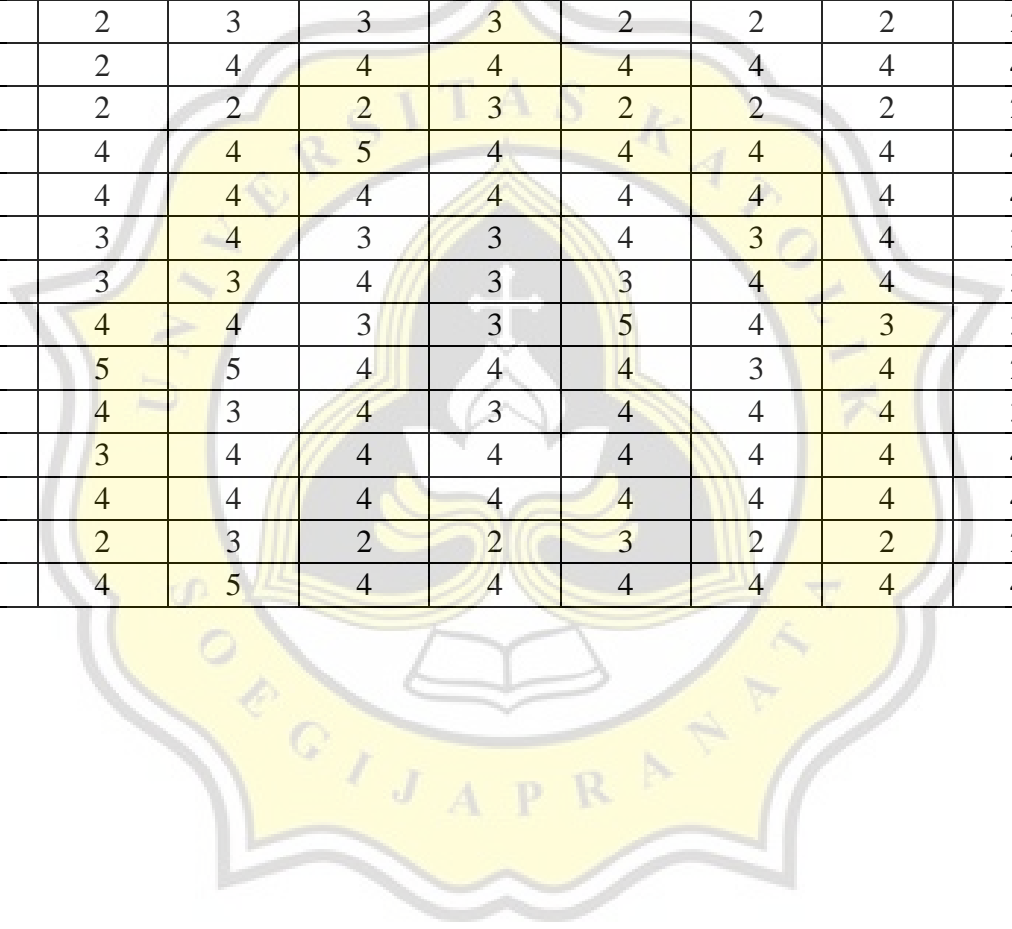 2 3 3 3 2 2 2
2 4 4 4 4 4 4
2 2 2 3 2 2 2
4 4 5 4 4 4 4
4 4 4 4 4 4 4
3 4 3 3 4 3 4
3 3 4 3 3 4 4
4 4 3 3 5 4 3
5 5 4 4 4 3 4
4 3 4 3 4 4 4
3 4 4 4 4 4 4
4 4 4 4 4 4 4
2 3 2 2 3 2 2
4 5 4 4 4 4 4
UNIVERSITAS KATOLIK
SOEGIJAPRANATA